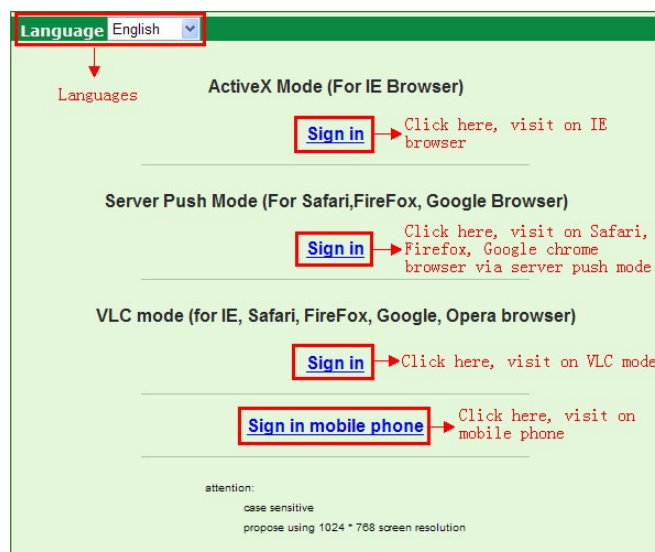 Language English
Languages
ActiveX Mode (For IE Browser)
Sign in
Click here, visit on IE
browser
Server Push Mode (For Safari,FireFox, Google Browser)
Sign in
Click here, visit on Safari,
Firefox, Google chrome
browser via server push mode
VLC mode (for IE, Safari, FireFox, Google, Opera browser)
Sign in
Click here, visit on VLC mode
Sign in mobile phone
Click here, visit on
mobile phone
attention:
case sensitive
propose using 1024 * 768 screen resolution